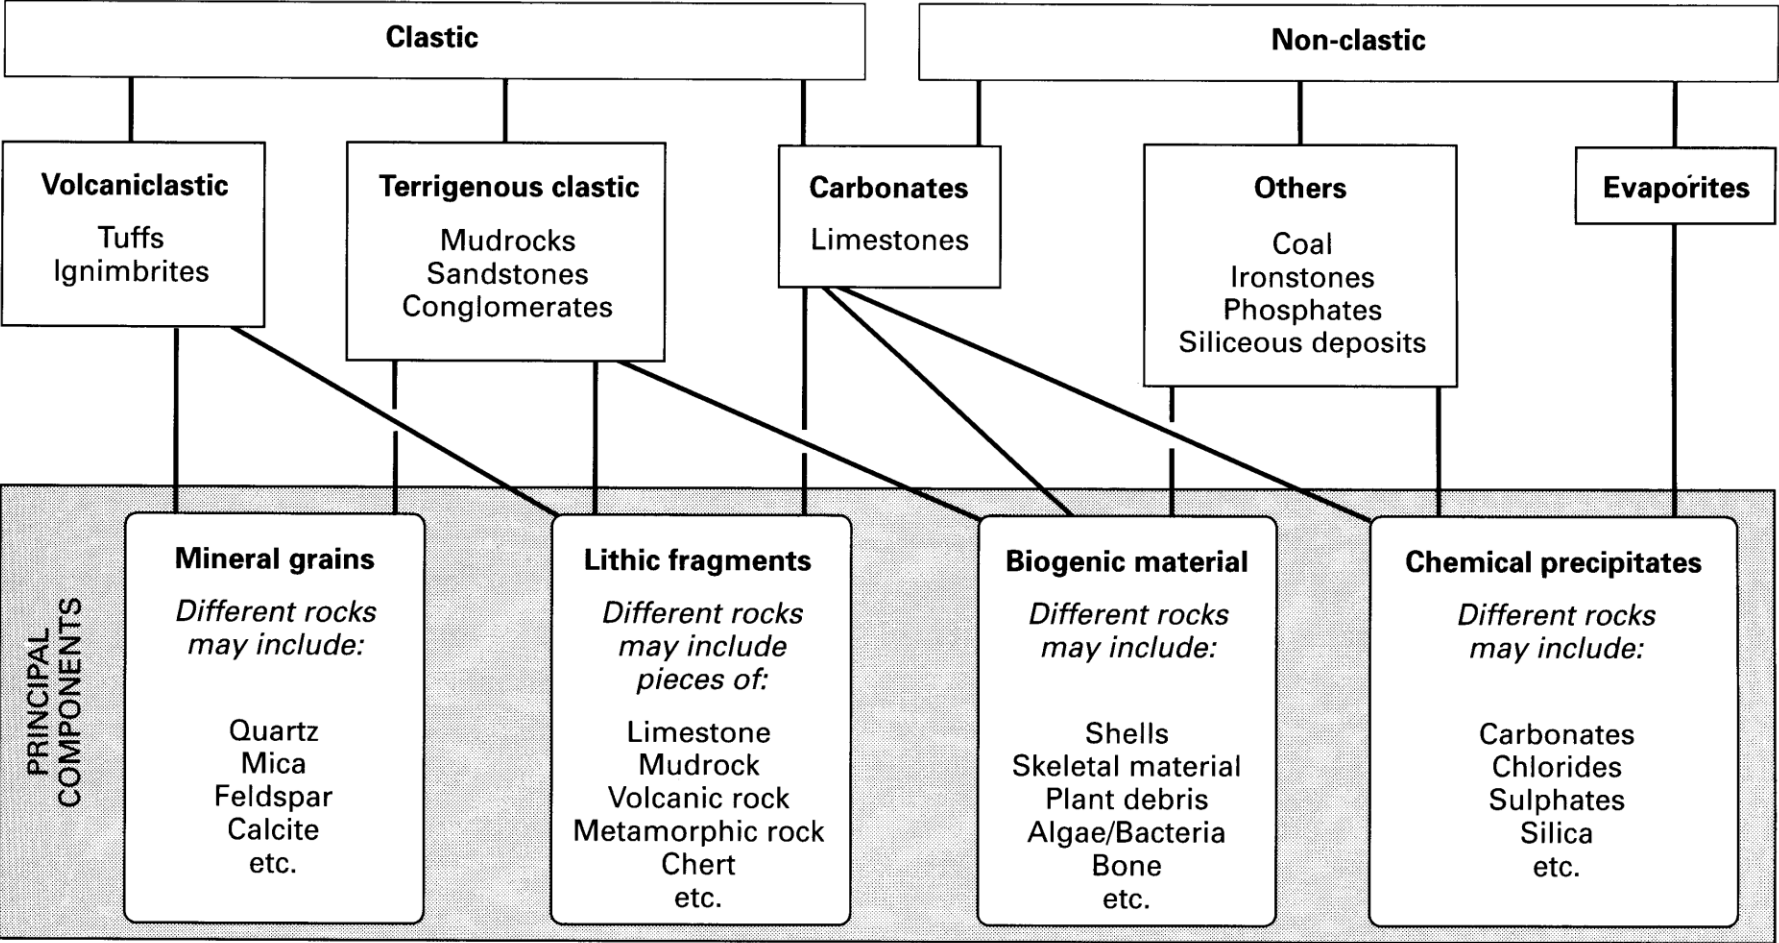 Clastic
Non-clastic
Volcaniclastic
Tuffs
Ignimbrites
Terrigenous clastic
Mudrocks
Sandstones
Conglomerates
Carbonates
Limestones
Others
Coal
Ironstones
Phosphates
Siliceous deposits
Evaporites
PRINCIPAL
COMPONENTS
Mineral grains
Different rocks
may include:
Quartz
Mica
Feldspar
Calcite
etc.
Lithic fragments
Different rocks
may include
pieces of:
Limestone
Mudrock
Volcanic rock
Metamorphic rock
Chert
etc.
Biogenic material
Different rocks
may include:
Shells
Skeletal material
Plant debris
Algae/Bacteria
Bone
etc.
Chemical precipitates
Different rocks
may include:
Carbonates
Chlorides
Sulphates
Silica
etc.